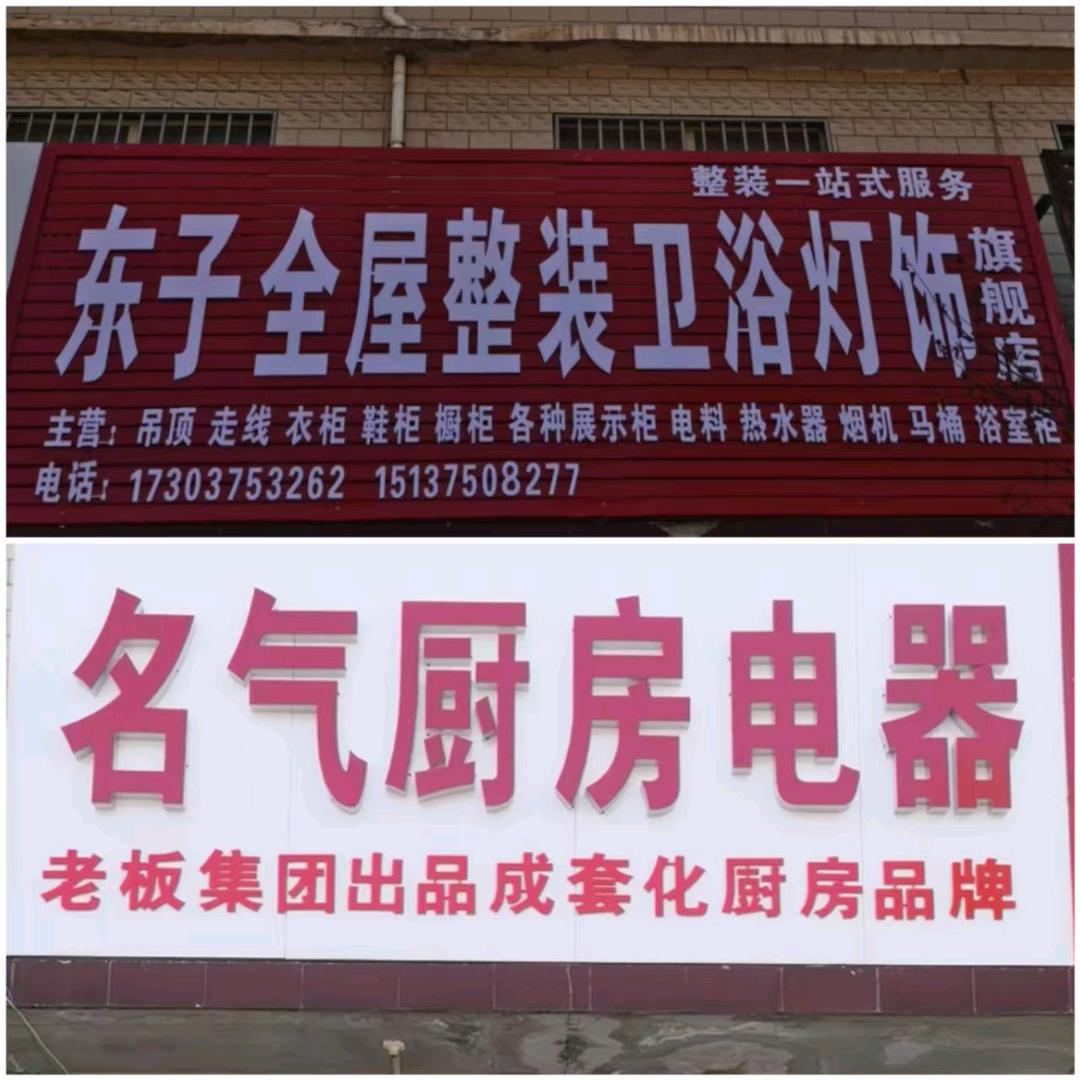 整装一站式服务
东子全屋整装卫浴灯饰
旗舰店
主营：吊顶 走线 衣柜 鞋柜 橱柜 各种展示柜 电料 热水器 烟机 马桶 浴室柜
电话：17303753262 15137508277
名气厨房电器
老板集团出品成套化厨房品牌